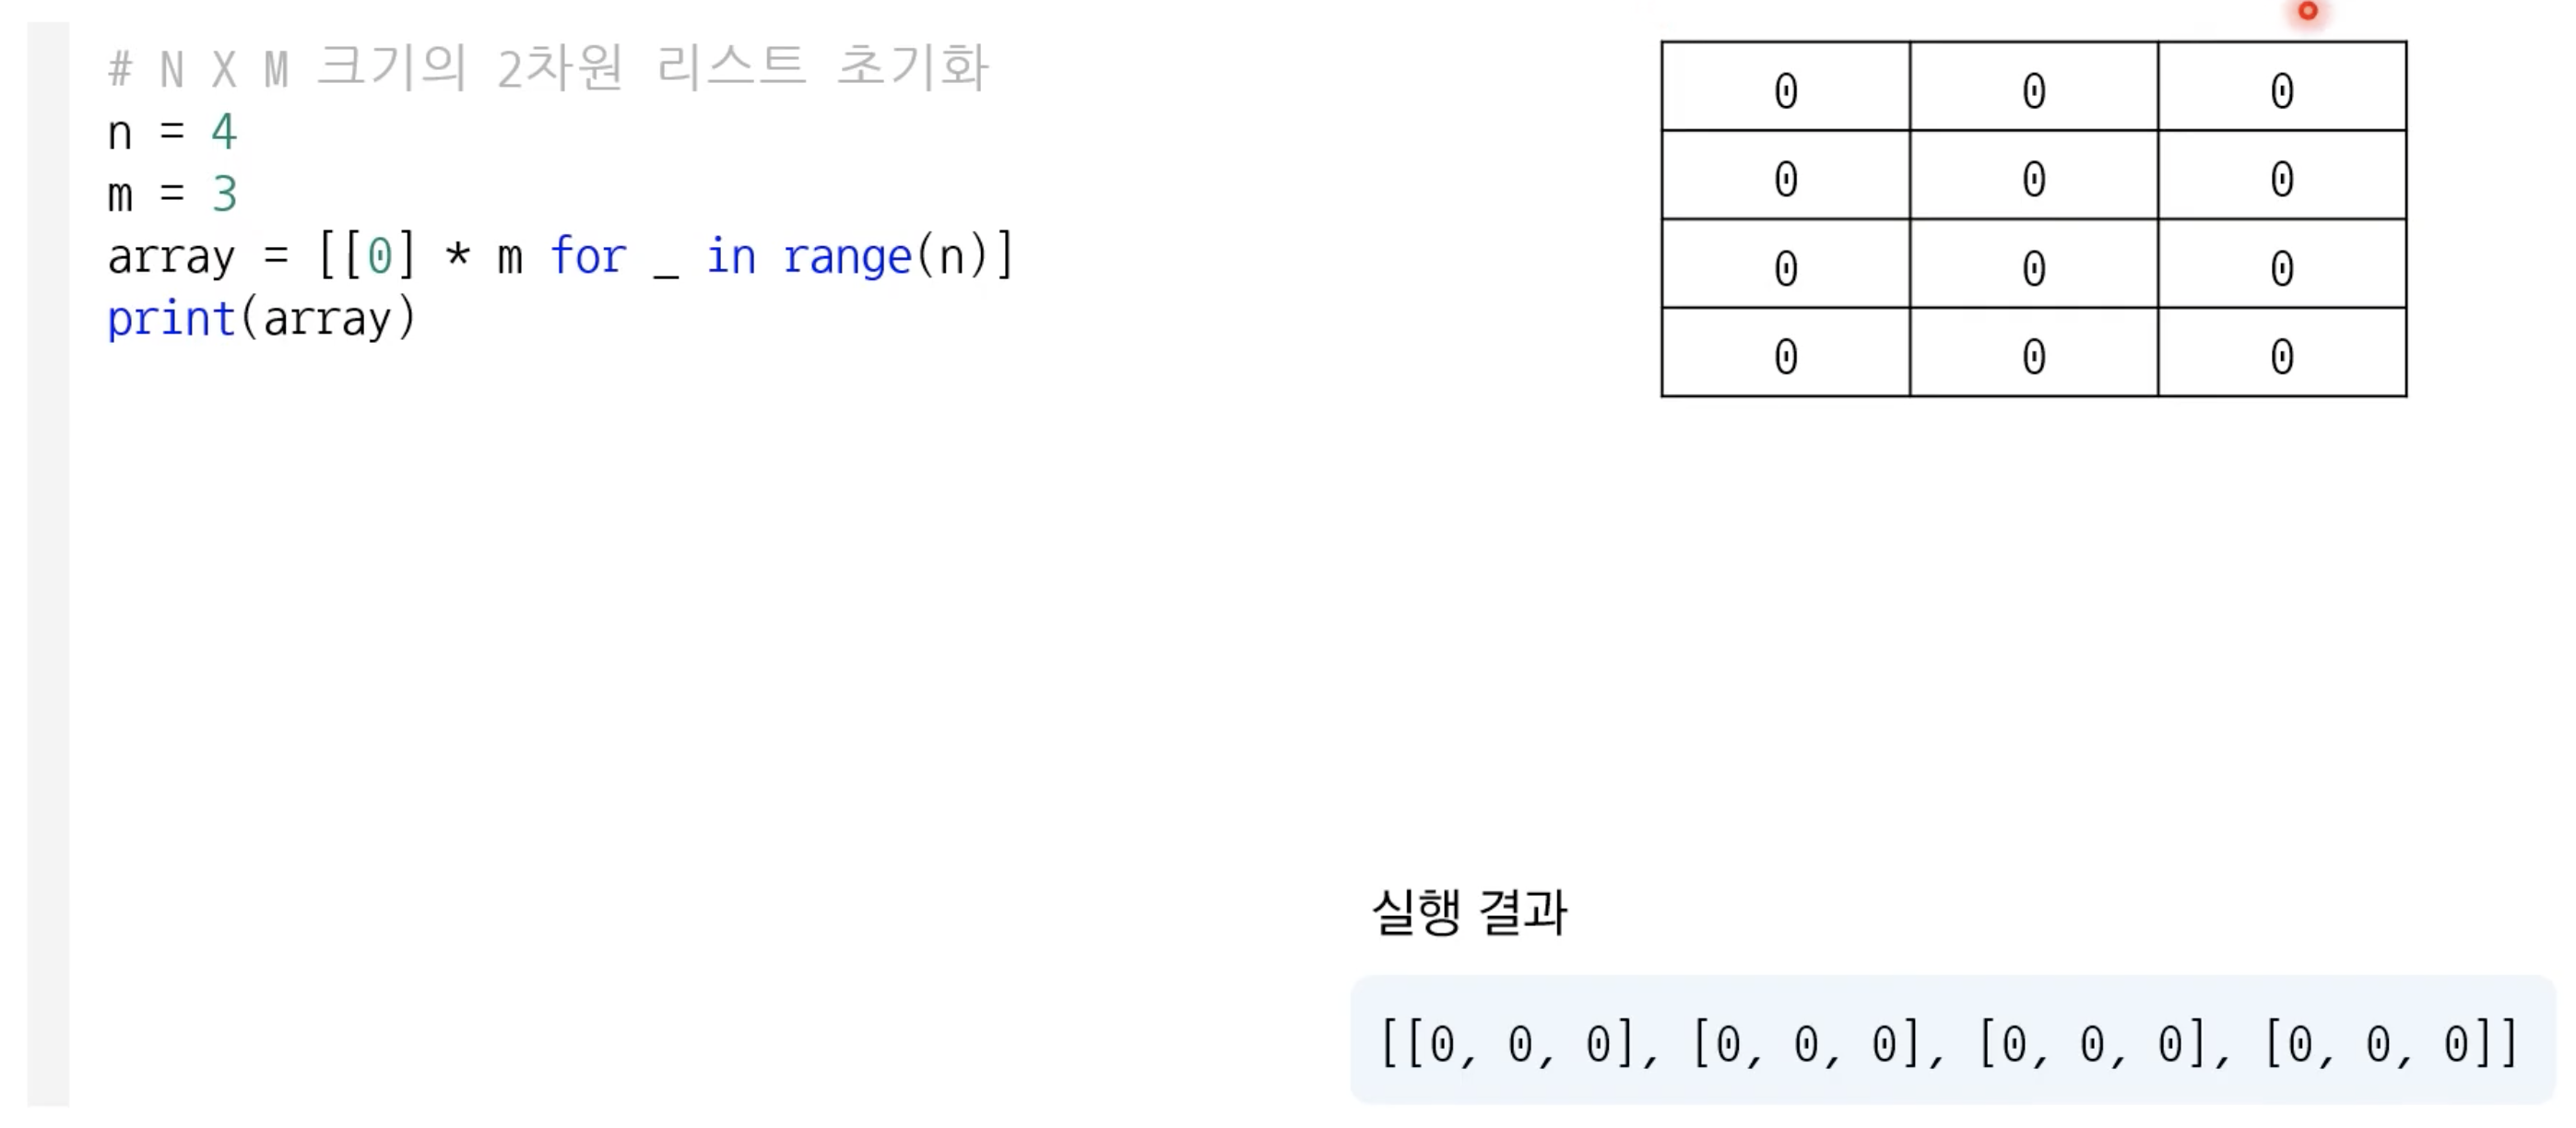 # N X M 크기의 2차원 리스트 초기화
n = 4
m = 3
array = [[0] * m for _ in range(n)]
print(array)
0 0 0
0 0 0
0 0 0
0 0 0
실행 결과
[[0, 0, 0], [0, 0, 0], [0, 0, 0], [0, 0, 0]]